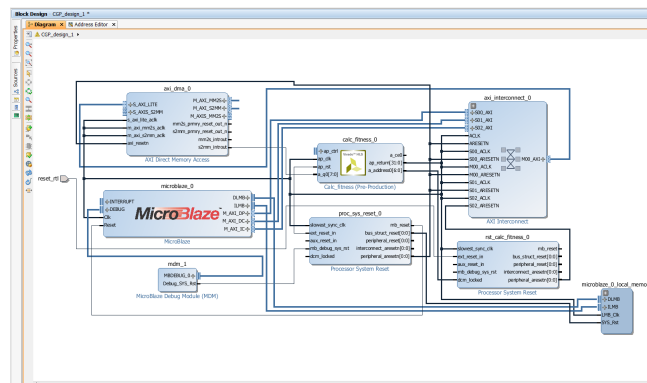 Block Design CGP_design_1 *
Diagram × Address Editor ×
CGP_design_1
Properties
Sources
axi_dma_0
S_AXI_LITE
S_AXIS_S2MM
s_axi_lite_aclk
m_axi_mm2s_aclk
m_axi_s2mm_aclk
axi_resetn
M_AXI_MM2S
M_AXI_S2MM
M_AXIS_MM2S
mm2s_prmry_reset_out_n
s2mm_prmry_reset_out_n
mm2s_introut
s2mm_introut
AXI Direct Memory Access
reset_rtl
microblaze_0
INTERRUPT
DEBUG
Clk
Reset
MicroBlaze
DLMB
ILMB
M_AXI_DP
M_AXI_DC
M_AXI_IC
MicroBlaze
mdm_1
MBDEBUG_0
Debug_SYS_Rst
MicroBlaze Debug Module (MDM)
calc_fitness_0
ap_ctrl
ap_clk
ap_rst
a_q0[7:0]
a_ce0
ap_return[31:0]
a_address0[6:0]
Calc_fitness (Pre-Production)
proc_sys_reset_0
slowest_sync_clk
ext_reset_in
aux_reset_in
mb_debug_sys_rst
dcm_locked
mb_reset
bus_struct_reset[0:0]
peripheral_reset[0:0]
interconnect_aresetn[0:0]
peripheral_aresetn[0:0]
Processor System Reset
axi_interconnect_0
S00_AXI
S01_AXI
S02_AXI
ACLK
ARESETN
S00_ACLK
S00_ARESETN
M00_ACLK
M00_ARESETN
S01_ACLK
S01_ARESETN
S02_ACLK
S02_ARESETN
M00_AXI
AXI Interconnect
rst_calc_fitness_0
slowest_sync_clk
ext_reset_in
aux_reset_in
mb_debug_sys_rst
dcm_locked
mb_reset
bus_struct_reset[0:0]
peripheral_reset[0:0]
interconnect_aresetn[0:0]
peripheral_aresetn[0:0]
Processor System Reset
microblaze_0_local_memo
DLMB
ILMB
LMB_Clk
SYS_Rst